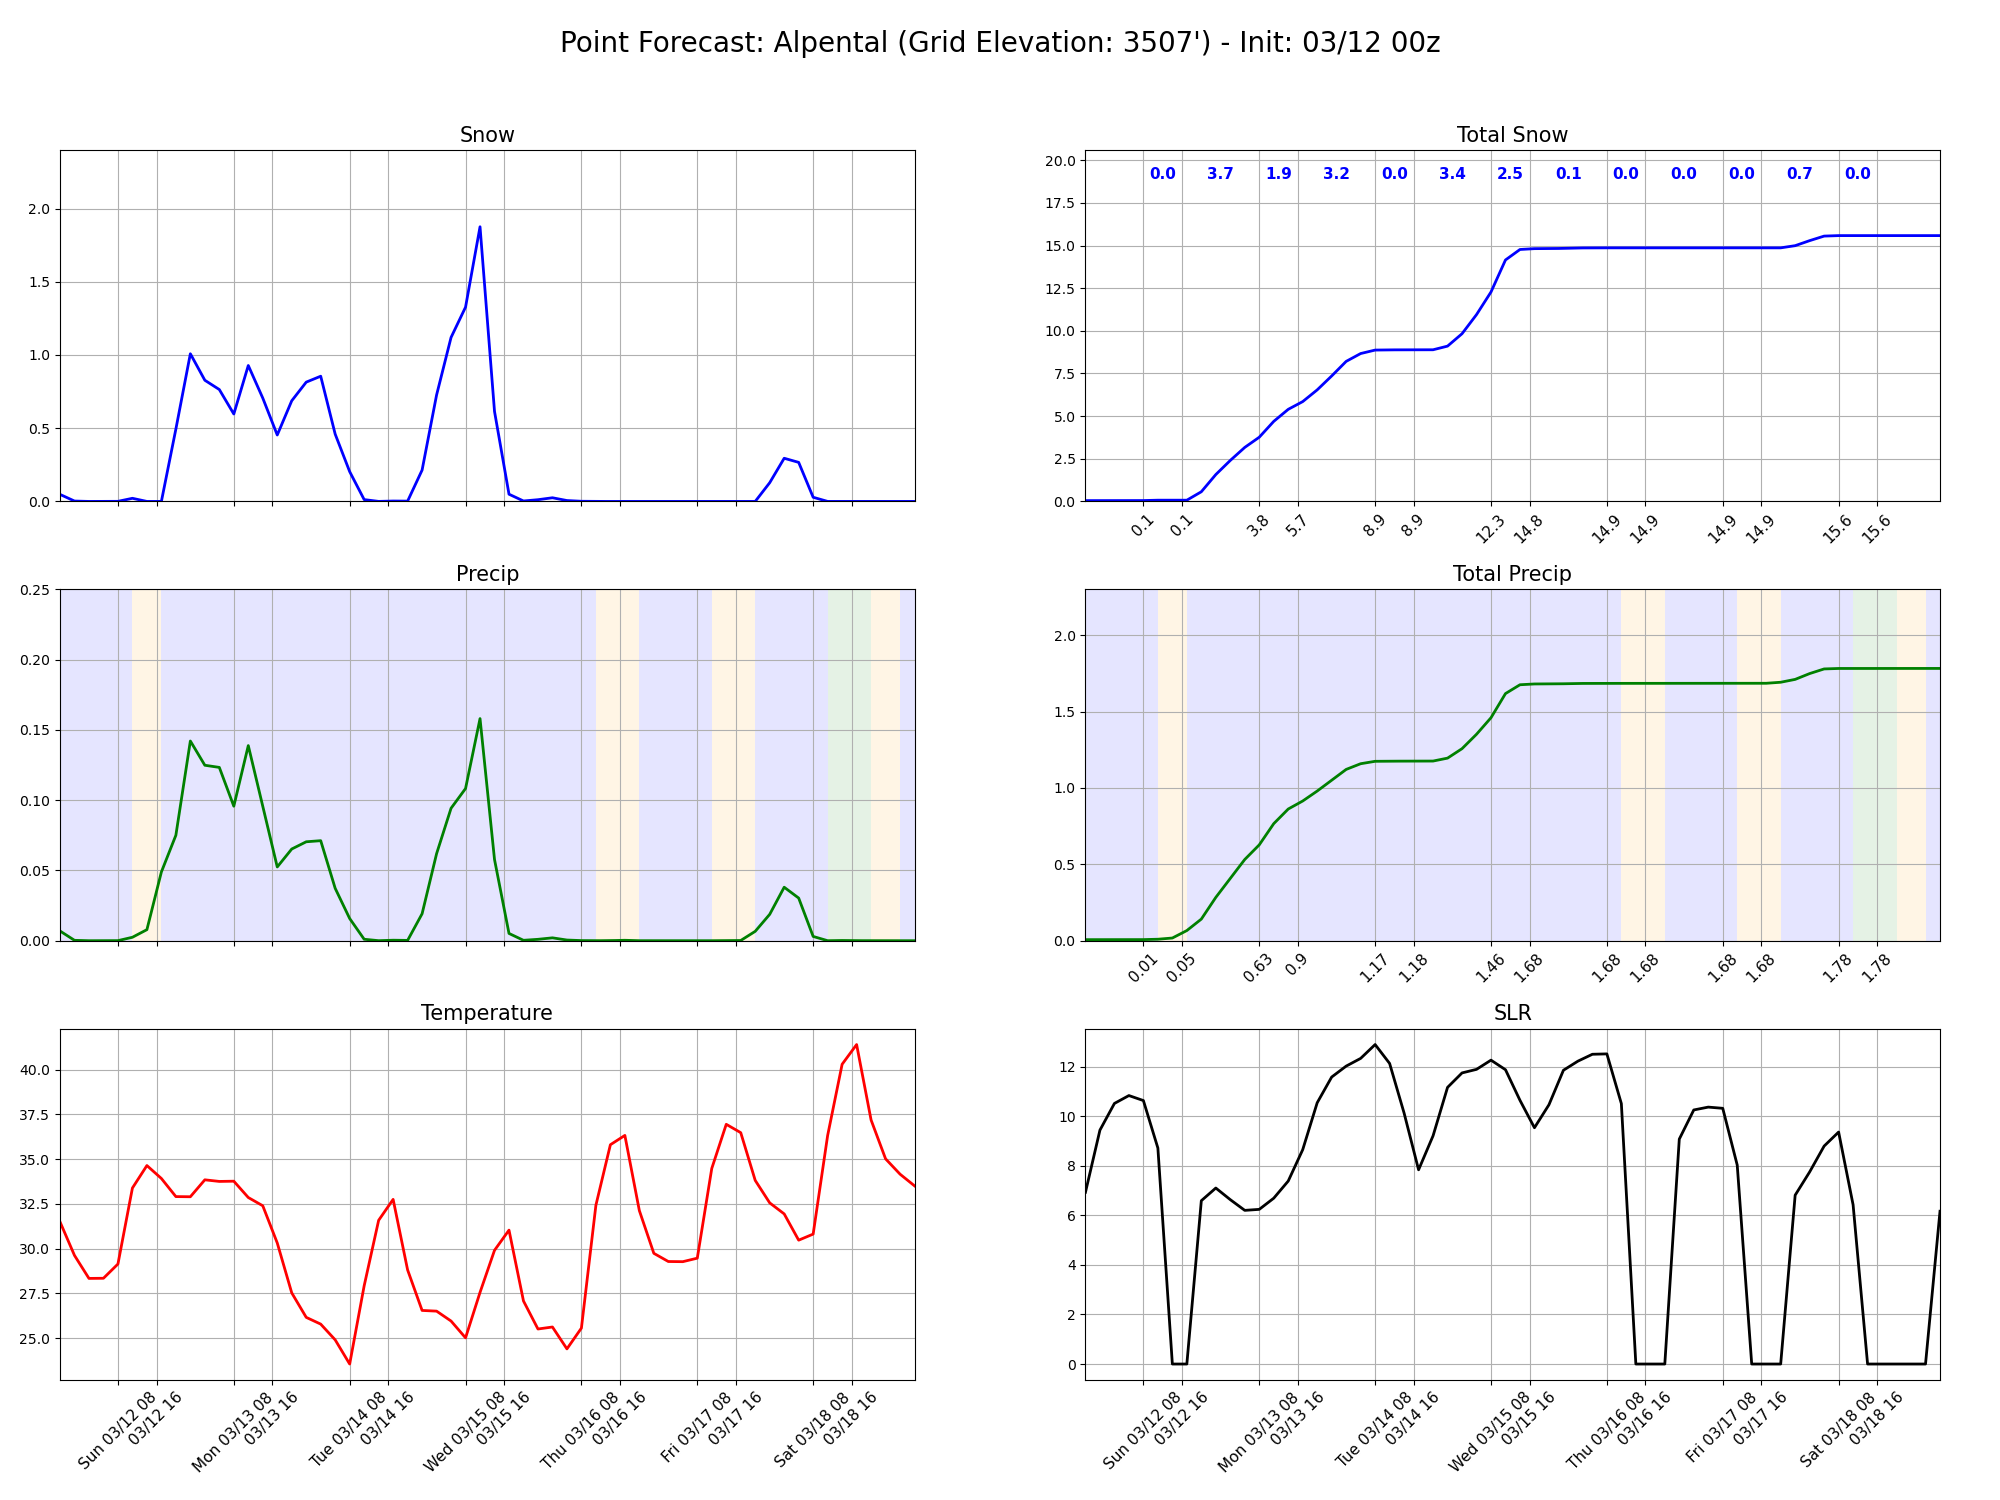 Point Forecast: Alpental (Grid Elevation: 3507') - Init: 03/12 00z
Snow
2.0
1.5
1.0
0.5
0.0
Total Snow
20.0
17.5
15.0
12.5
10.0
7.5
5.0
2.5
0.0
0.0 3.7 1.9 3.2 0.0 3.4 2.5 0.1 0.0 0.0 0.0 0.7 0.0
0.1 0.1 3.8 5.7 8.9 8.9 12.3 14.8 14.9 14.9 14.9 14.9 15.6 15.6
Precip
0.25
0.20
0.15
0.10
0.05
0.00
Total Precip
2.0
1.5
1.0
0.5
0.0
0.01 0.05 0.63 0.9 1.17 1.18 1.46 1.68 1.68 1.68 1.68 1.68 1.78 1.78
Temperature
40.0
37.5
35.0
32.5
30.0
27.5
25.0
Sun 03/12 08
03/12 16
Mon 03/13 08
03/13 16
Tue 03/14 08
03/14 16
Wed 03/15 08
03/15 16
Thu 03/16 08
03/16 16
Fri 03/17 08
03/17 16
Sat 03/18 08
03/18 16
SLR
12
10
8
6
4
2
0
Sun 03/12 08
03/12 16
Mon 03/13 08
03/13 16
Tue 03/14 08
03/14 16
Wed 03/15 08
03/15 16
Thu 03/16 08
03/16 16
Fri 03/17 08
03/17 16
Sat 03/18 08
03/18 16